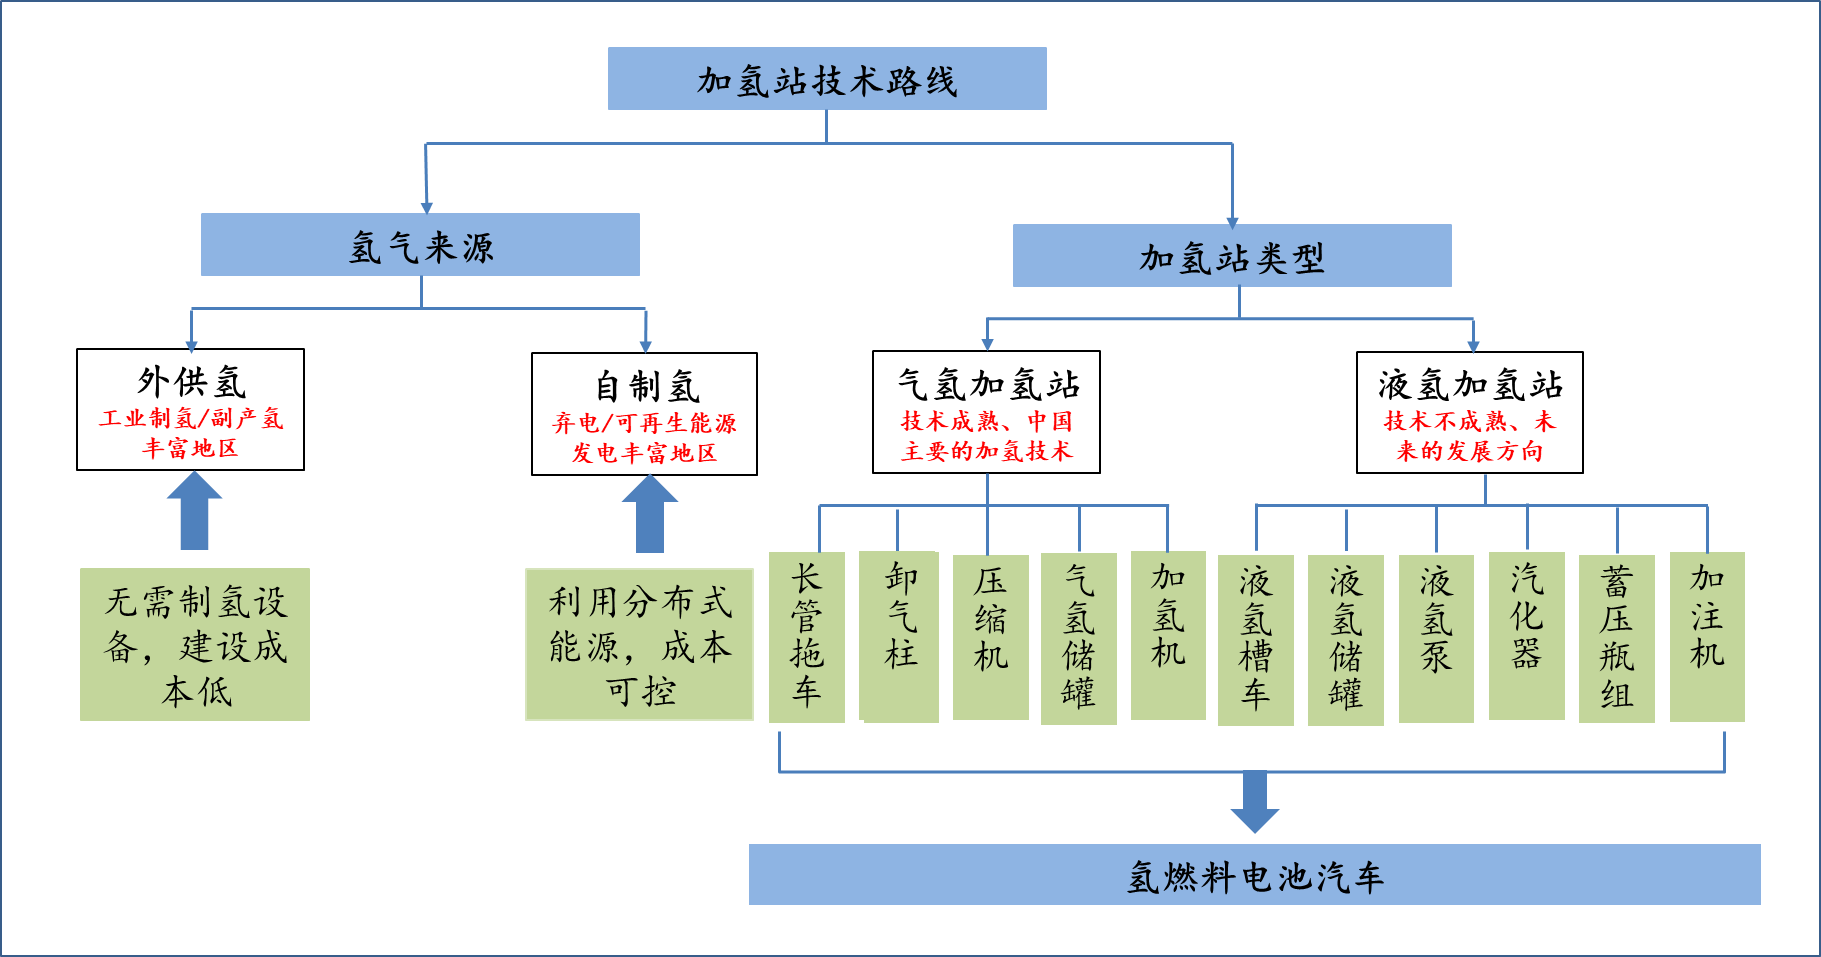 加氢站技术路线
氢气来源
加氢站类型
外供氢
工业制氢/副产氢
丰富地区
自制氢
弃电/可再生能源
发电丰富地区
气氢加氢站
技术成熟、中国
主要的加氢技术
液氢加氢站
技术不成熟、未
来的发展方向
无需制氢设
备，建设成
本低
利用分布式
能源，成本
可控
长管拖车
卸气柱
压缩机
气氢储罐
加氢机
液氢槽车
液氢储罐
液氢泵
汽化器
蓄压瓶组
加注机
氢燃料电池汽车